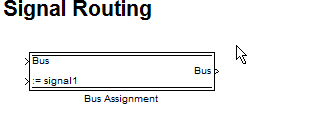 Signal Routing
Bus
Bus
:= signal1
Bus Assignment